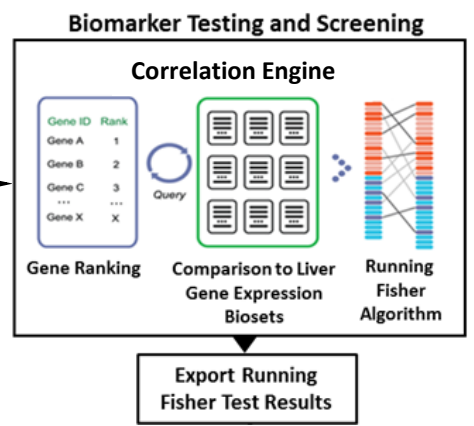 Biomarker Testing and Screening
Correlation Engine
Gene ID Rank
Gene A 1
Gene B 2
Gene C 3
... ...
Gene X X
Query
Gene Ranking
Comparison to Liver
Gene Expression
Biosets
Running
Fisher
Algorithm
Export Running
Fisher Test Results